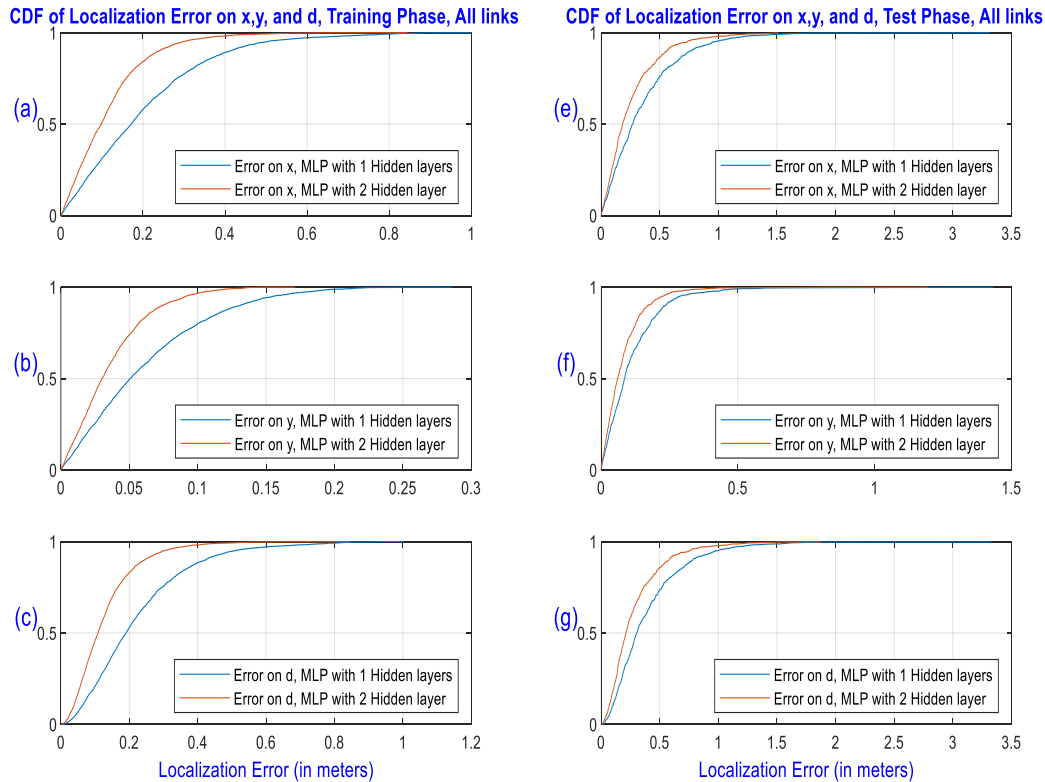 CDF of Localization Error on x,y, and d, Training Phase, All links
(a)
1
0.5
0
Error on x, MLP with 1 Hidden layers
Error on x, MLP with 2 Hidden layer
0 0.2 0.4 0.6 0.8 1
(b)
1
0.5
0
Error on y, MLP with 1 Hidden layers
Error on y, MLP with 2 Hidden layer
0 0.05 0.1 0.15 0.2 0.25 0.3
(c)
1
0.5
0
Error on d, MLP with 1 Hidden layers
Error on d, MLP with 2 Hidden layer
0 0.2 0.4 0.6 0.8 1 1.2
Localization Error (in meters)
CDF of Localization Error on x,y, and d, Test Phase, All links
(e)
1
0.5
0
Error on x, MLP with 1 Hidden layers
Error on x, MLP with 2 Hidden layer
0 0.5 1 1.5 2 2.5 3 3.5
(f)
1
0.5
0
Error on y, MLP with 1 Hidden layers
Error on y, MLP with 2 Hidden layer
0 0.5 1 1.5
(g)
1
0.5
0
Error on d, MLP with 1 Hidden layers
Error on d, MLP with 2 Hidden layer
0 0.5 1 1.5 2 2.5 3 3.5
Localization Error (in meters)